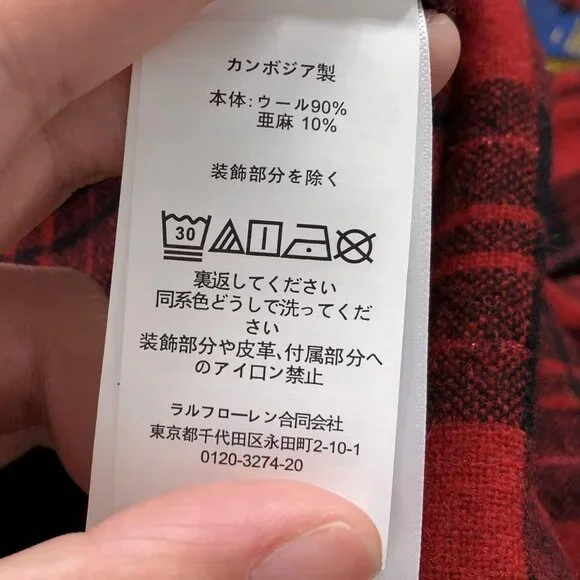 カンボジア製
本体:ウール90%
亜麻 10%
装飾部分を除く
30
裏返してください
同系色どうしで洗ってくだ
さい
装飾部分や皮革、付属部分へ
のアイロン禁止
ラルフローレン合同会社
東京都千代田区永田町2-10-1
0120-3274-20